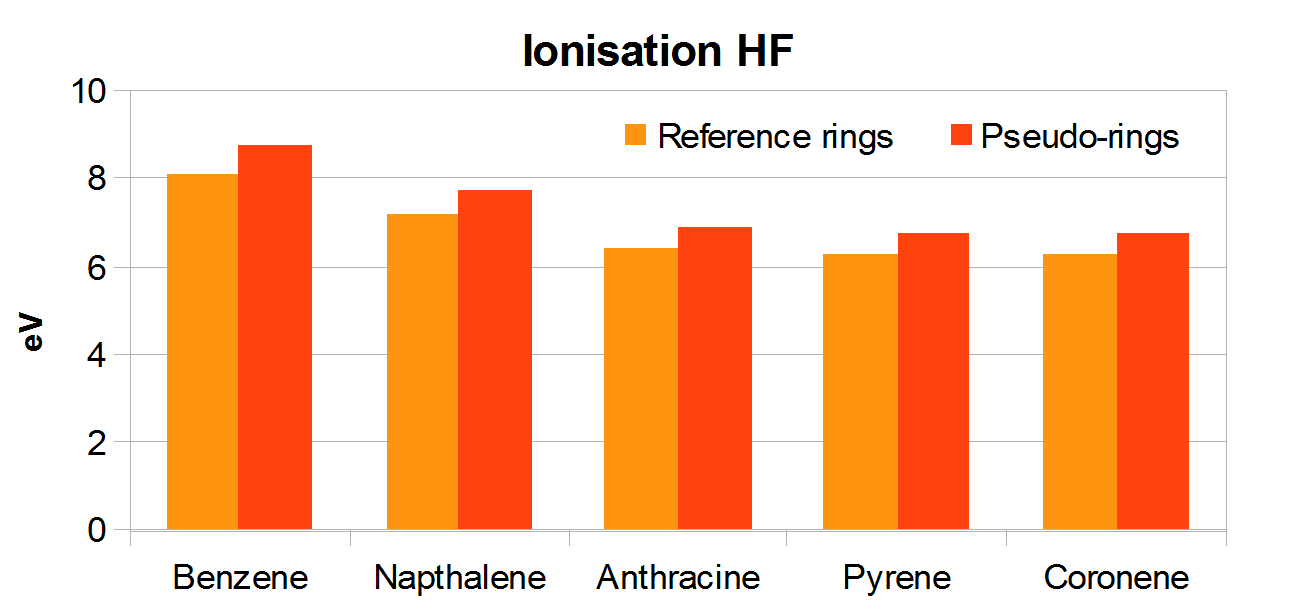 Ionisation HF
10
Reference rings Pseudo-rings
8
6
eV
4
2
0
Benzene Napthalene Anthracine Pyrene Coronene